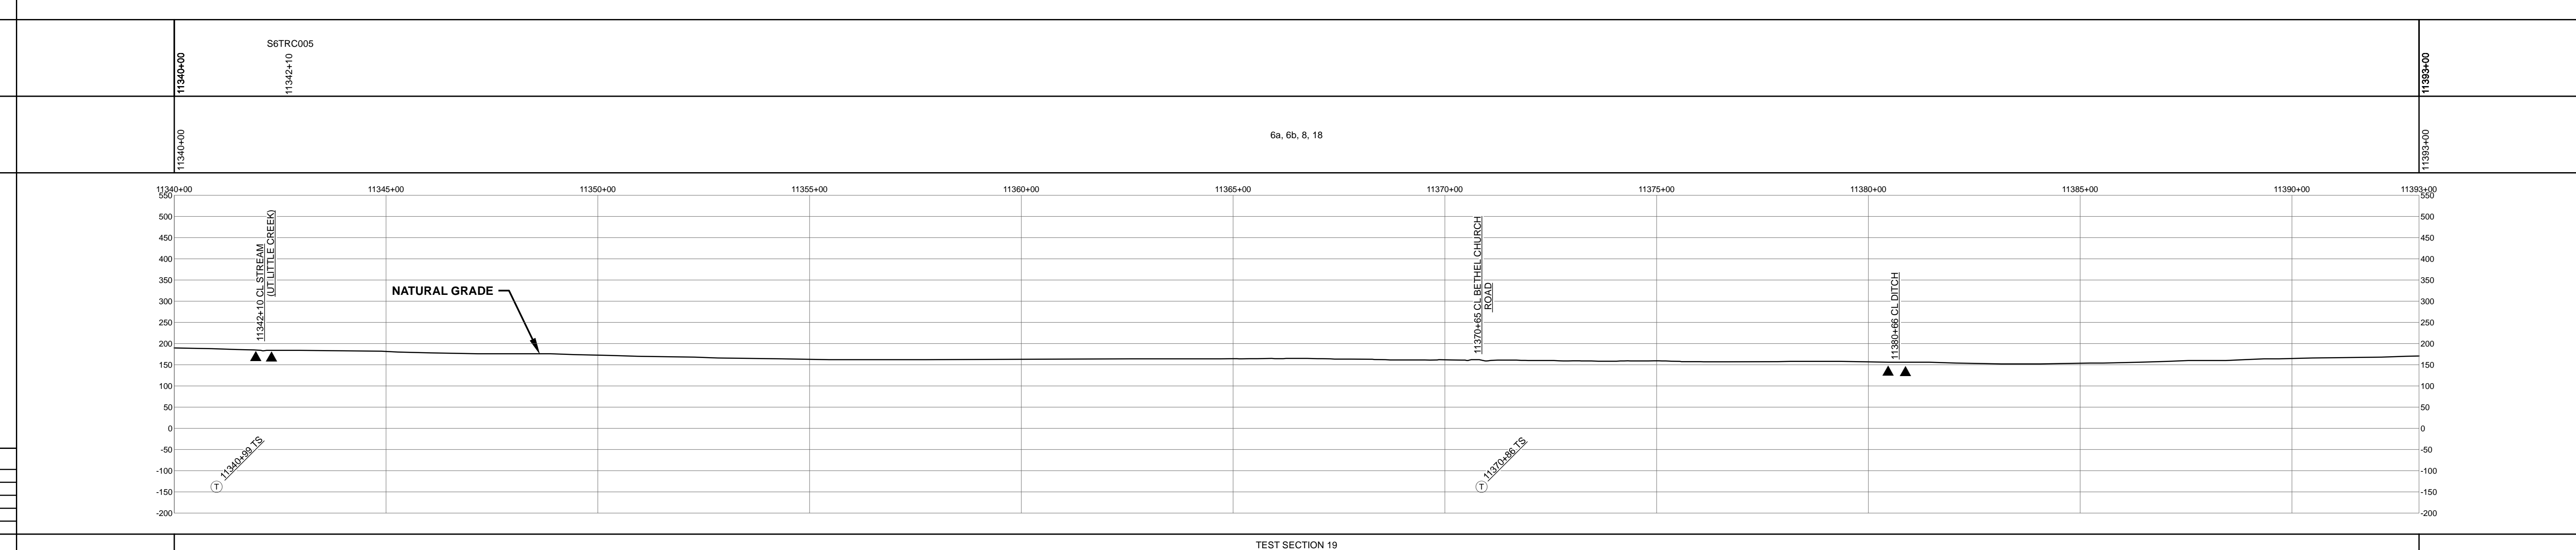 S6TRC005
11340+00
11342+10
11393+00
11340+00
6a, 6b, 8, 18
11393+00
11340+00 11345+00 11350+00 11355+00 11360+00 11365+00 11370+00 11375+00 11380+00 11385+00 11390+00 11393+00
550 550
500 500
450 450
400 400
350 350
300 300
250 250
200 200
150 150
100 100
50 50
0 0
-50 -50
-100 -100
-150 -150
-200 -200
11342+10 CL STREAM
(UT LITTLE CREEK)
NATURAL GRADE
11370+65 CL BETHEL CHURCH
ROAD
11380+66 CL DITCH
11340+99 TS
T
11370+86 TS
T
TEST SECTION 19